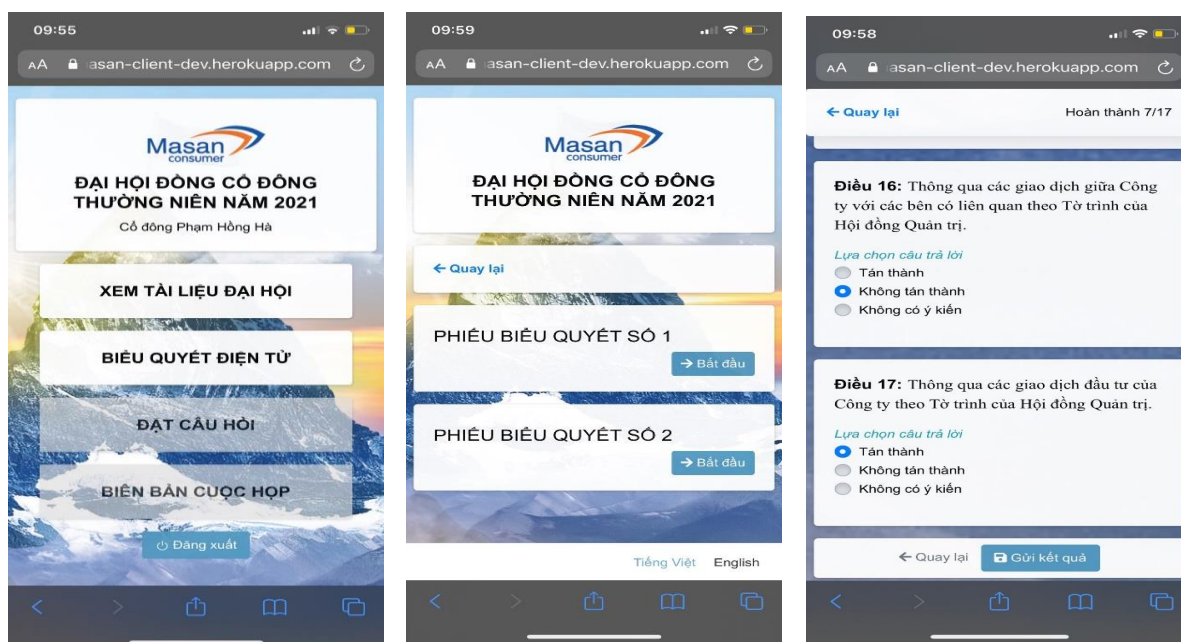 09:55
AA asan-client-dev.herokuapp.com
Masan
consumer
ĐẠI HỘI ĐỒNG CỔ ĐÔNG
THƯỜNG NIÊN NĂM 2021
Cổ đông Phạm Hồng Hà
XEM TÀI LIỆU ĐẠI HỘI
BIỂU QUYẾT ĐIỆN TỬ
ĐẶT CÂU HỎI
BIÊN BẢN CUỘC HỌP
Đăng xuất
09:59
AA asan-client-dev.herokuapp.com
Masan
consumer
ĐẠI HỘI ĐỒNG CỔ ĐÔNG
THƯỜNG NIÊN NĂM 2021
← Quay lại
PHIẾU BIỂU QUYẾT SỐ 1
→ Bắt đầu
PHIẾU BIỂU QUYẾT SỐ 2
→ Bắt đầu
Tiếng Việt English
09:58
AA asan-client-dev.herokuapp.com
← Quay lại Hoàn thành 7/17
Điều 16: Thông qua các giao dịch giữa Công
ty với các bên có liên quan theo Tờ trình của
Hội đồng Quản trị.
Lựa chọn câu trả lời
Tán thành
Không tán thành
Không có ý kiến
Điều 17: Thông qua các giao dịch đầu tư của
Công ty theo Tờ trình của Hội đồng Quản trị.
Lựa chọn câu trả lời
Tán thành
Không tán thành
Không có ý kiến
← Quay lại Gửi kết quả